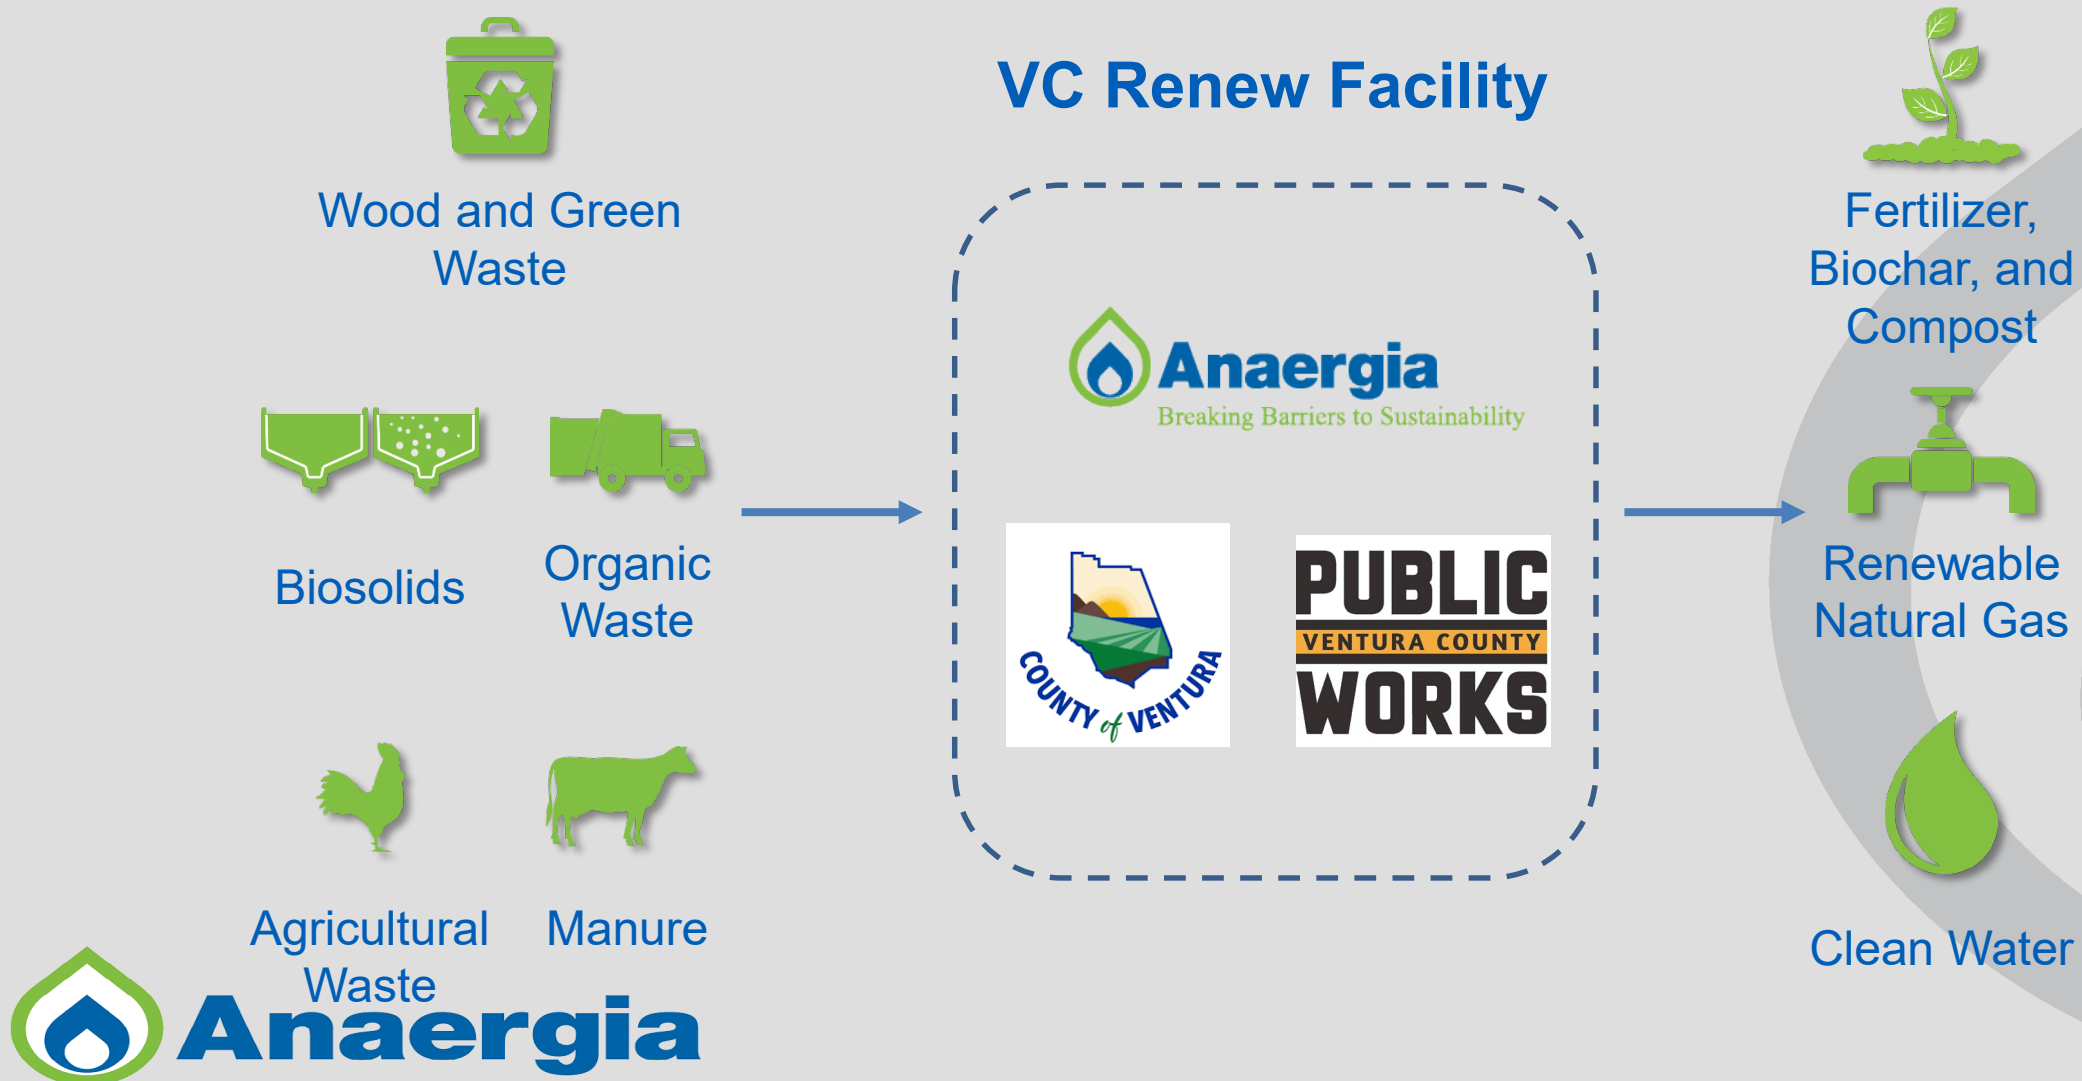 VC Renew Facility
Wood and Green
Waste
Biosolids
Organic
Waste
Agricultural
Waste
Manure
Anaergia
Breaking Barriers to Sustainability
COUNTY of VENTURA
PUBLIC
VENTURA COUNTY
WORKS
Fertilizer,
Biochar, and
Compost
Renewable
Natural Gas
Clean Water
Anaergia